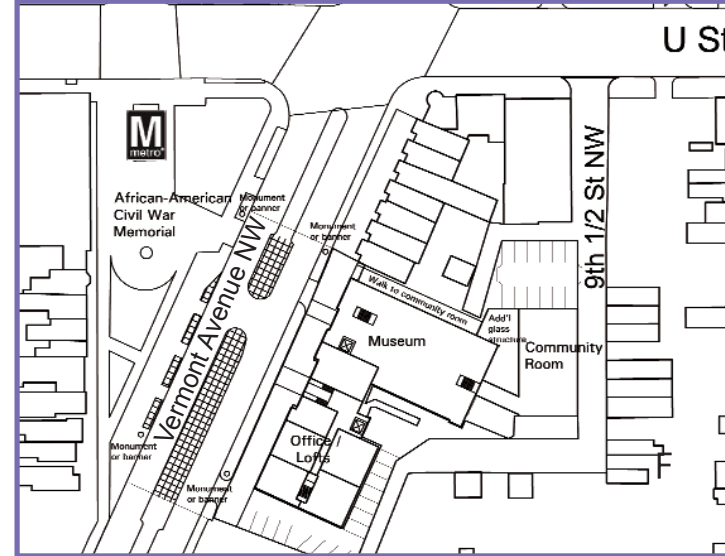 U St
M
metro
African-American
Civil War
Memorial
Monument
or banner
Monument
or banner
Vermont Avenue NW
9th 1/2 St NW
Walk to community room
Museum
Add'l
glass
structure
Community
Room
Office /
Lofts
Monument
or banner
Monument
or banner